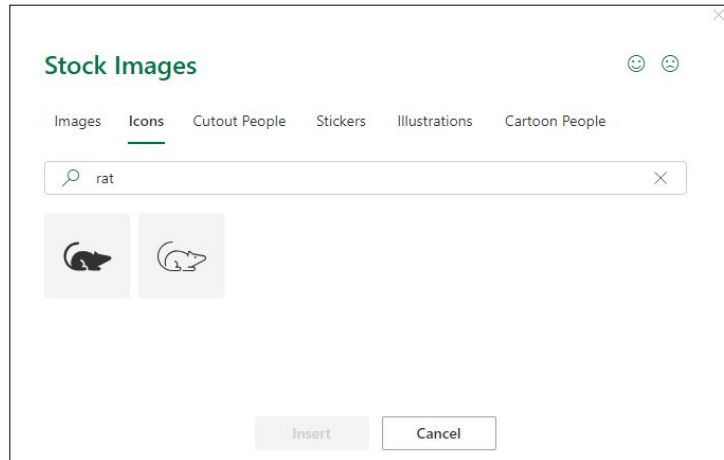 Stock Images
Images Icons Cutout People Stickers Illustrations Cartoon People
rat
Insert Cancel